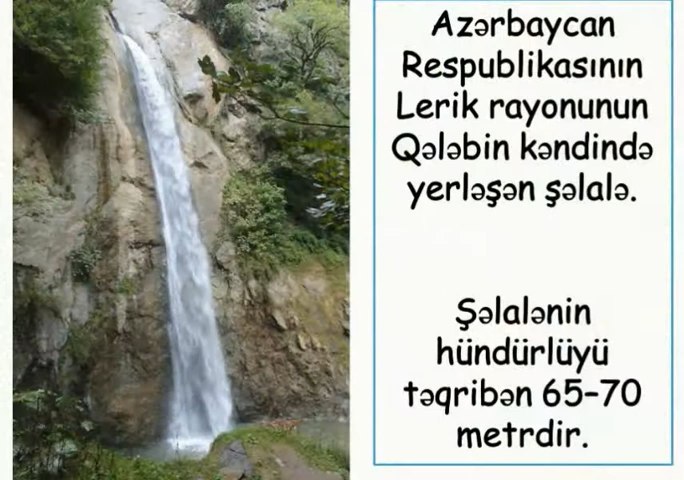 Azərbaycan
Respublikasının
Lerik rayonunun
Qələbin kəndində
yerləşən şəlalə.
Şəlalənin
hündürlüyü
təqribən 65–70
metrdir.